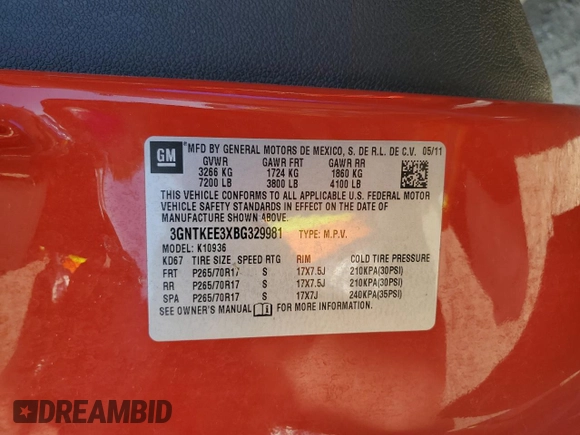 GM
MFD BY GENERAL MOTORS DE MEXICO, S. DE R.L. DE C.V. 05/11
GVWR GAWR FRT GAWR RR
3266 KG 1724 KG 1860 KG
7200 LB 3800 LB 4100 LB
THIS VEHICLE CONFORMS TO ALL APPLICABLE U.S. FEDERAL MOTOR
VEHICLE SAFETY STANDARDS IN EFFECT ON THE DATE OF
MANUFACTURE SHOWN ABOVE.
3GNTKEE3XBG329981 TYPE: M.P.V.
MODEL: K10936
KD67 TIRE SIZE SPEED RTG RIM COLD TIRE PRESSURE
FRT P265/70R17 S 17X7.5J 210KPA(30PSI)
RR P265/70R17 S 17X7.5J 210KPA(30PSI)
SPA P265/70R17 S 17X7J 240KPA(35PSI)
SEE OWNER'S MANUAL FOR MORE INFORMATION.
DREAMBID